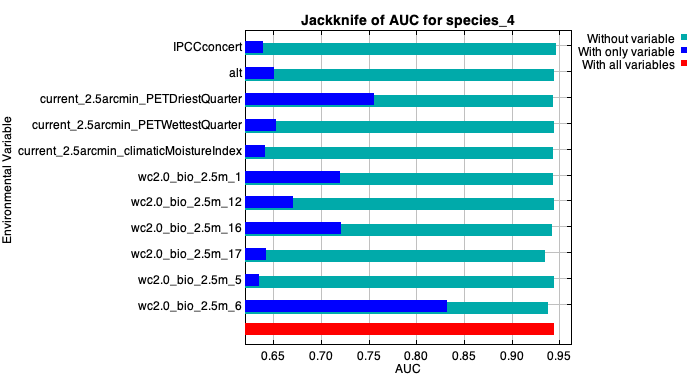 Jackknife of AUC for species_4
Without variable
With only variable
With all variables
Environmental Variable
IPCCconcert
alt
current_2.5arcmin_PETDriestQuarter
current_2.5arcmin_PETWettestQuarter
current_2.5arcmin_climaticMoistureIndex
wc2.0_bio_2.5m_1
wc2.0_bio_2.5m_12
wc2.0_bio_2.5m_16
wc2.0_bio_2.5m_17
wc2.0_bio_2.5m_5
wc2.0_bio_2.5m_6
0.65 0.70 0.75 0.80 0.85 0.90 0.95
AUC